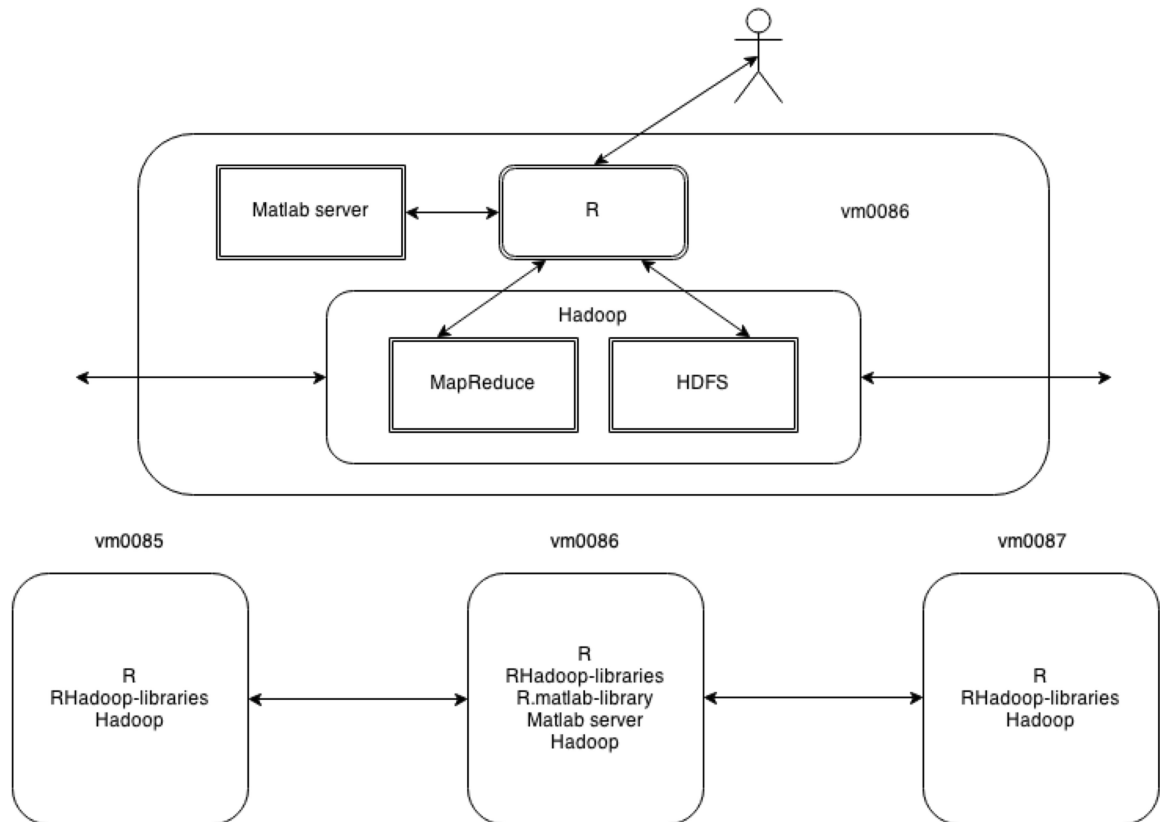 Matlab server
R
vm0086
Hadoop
MapReduce
HDFS
vm0085
vm0086
vm0087
R
RHadoop-libraries
Hadoop
R
RHadoop-libraries
R.matlab-library
Matlab server
Hadoop
R
RHadoop-libraries
Hadoop